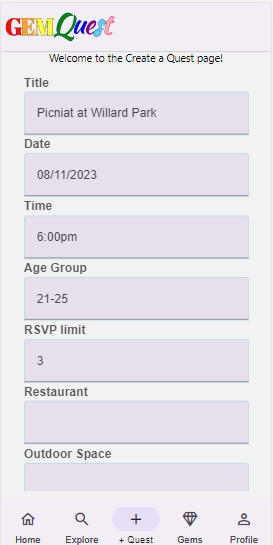 GEMQuest
Welcome to the Create a Quest page!
Title
Picniat at Willard Park
Date
08/11/2023
Time
6:00pm
Age Group
21-25
RSVP limit
3
Restaurant
Outdoor Space
Home Explore + Quest Gems Profile